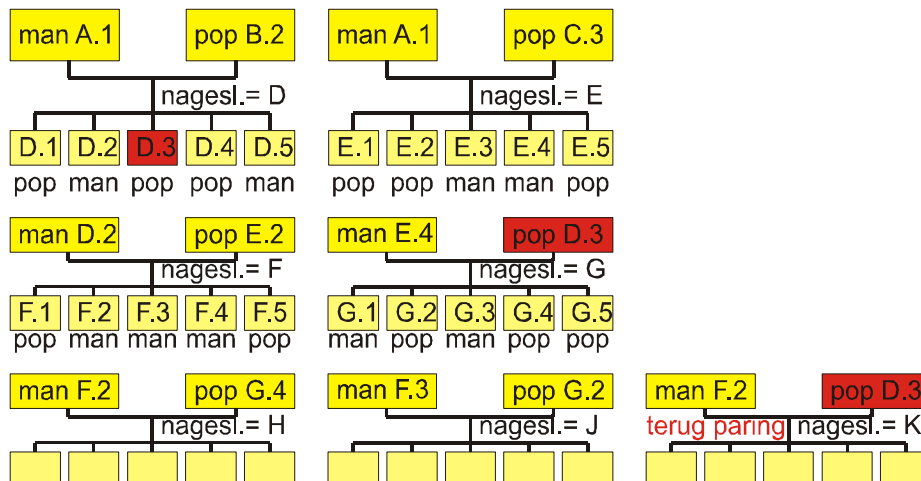 man A.1 pop B.2 man A.1 pop C.3
nagesl.= D nagesl.= E
D.1 D.2 D.3 D.4 D.5 E.1 E.2 E.3 E.4 E.5
pop man pop pop man pop pop man man pop
man D.2 pop E.2 man E.4 pop D.3
nagesl.= F nagesl.= G
F.1 F.2 F.3 F.4 F.5 G.1 G.2 G.3 G.4 G.5
pop man man man pop man pop man pop pop
man F.2 pop G.4 man F.3 pop G.2 man F.2 pop D.3
nagesl.= H nagesl.= J terug paring nagesl.= K